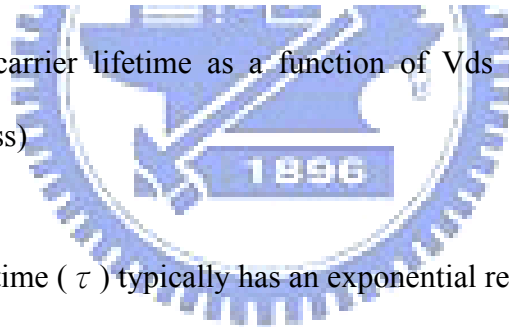 carrier lifetime as a function of Vds
ss)
1896
time ( τ ) typically has an exponential re